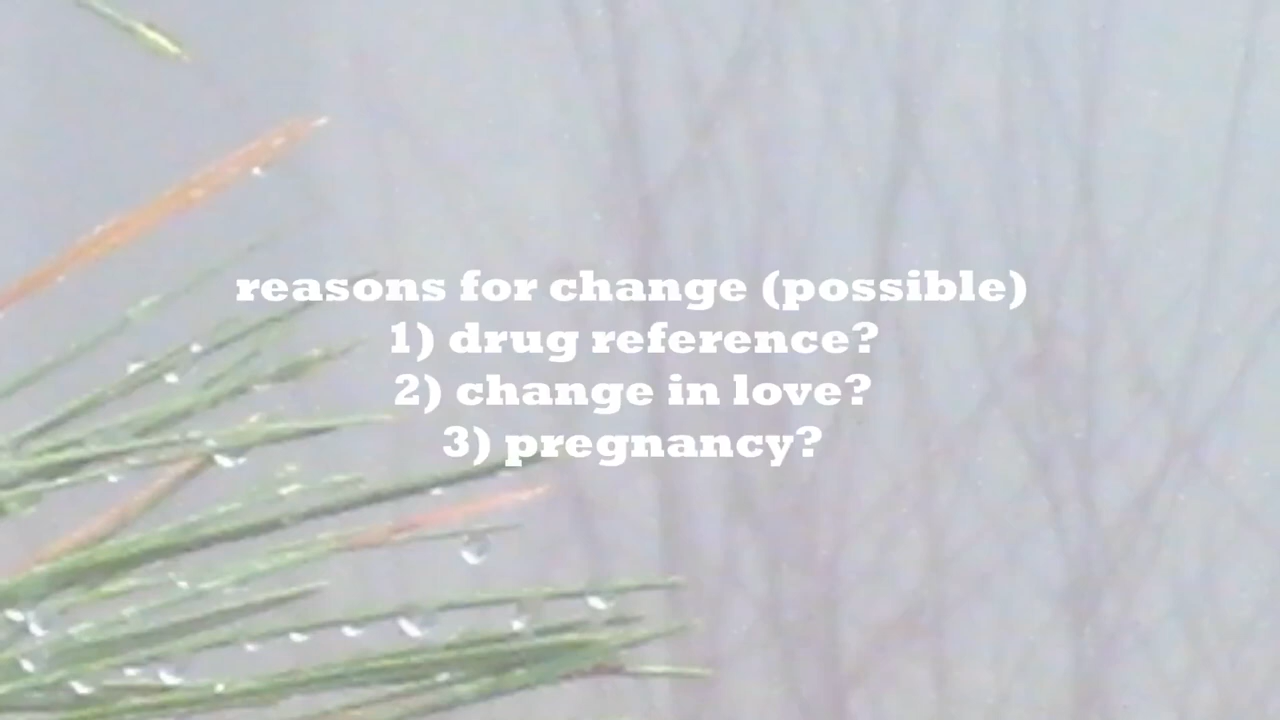 reasons for change (possible)
1) drug reference?
2) change in love?
3) pregnancy?